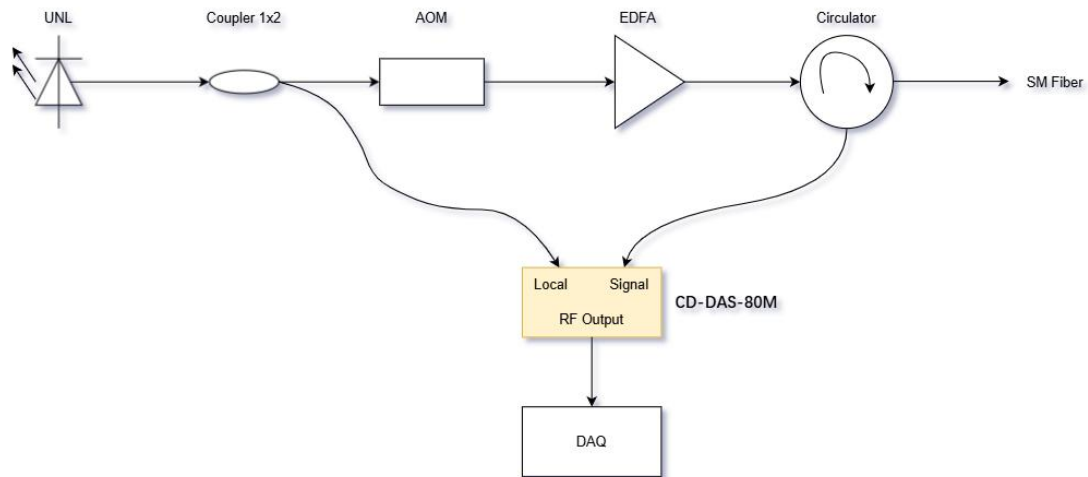 UNL
Coupler 1x2
AOM
EDFA
Circulator
SM Fiber
Local
Signal
CD-DAS-80M
RF Output
DAQ